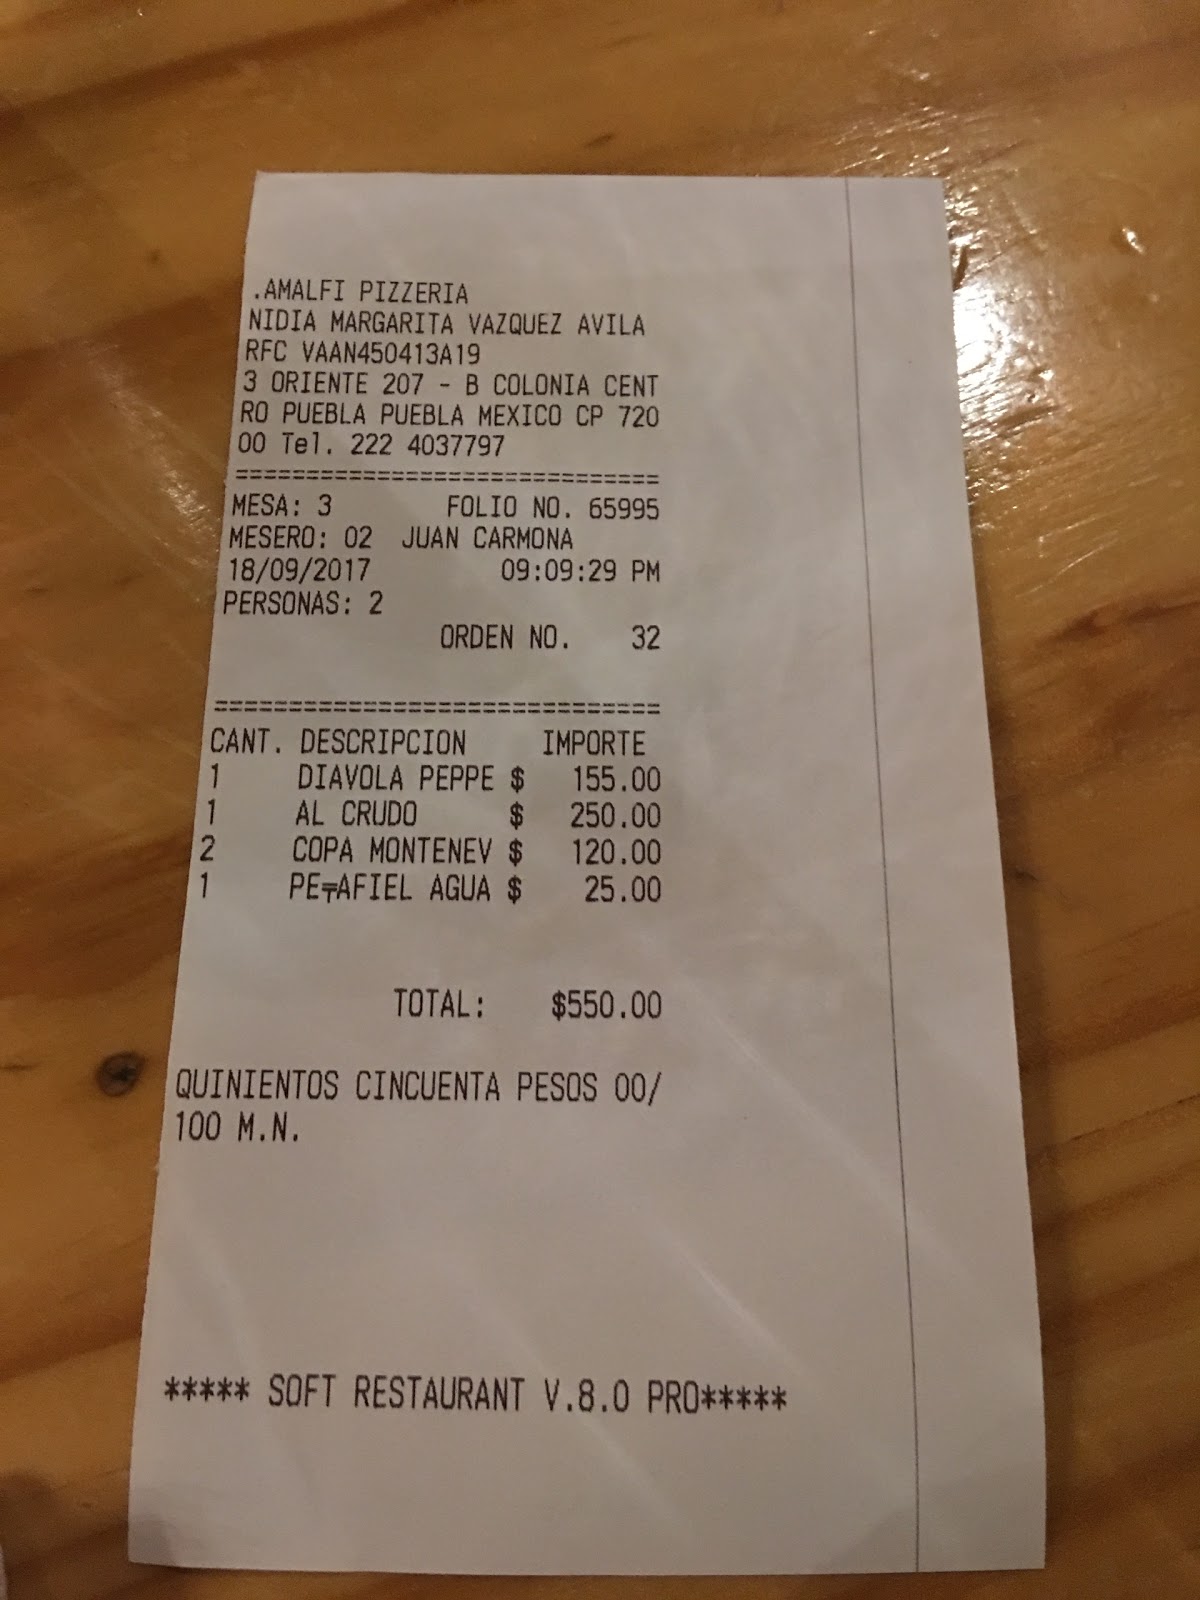 .AMALFI PIZZERIA
NIDIA MARGARITA VAZQUEZ AVILA
RFC VAAN450413A19
3 ORIENTE 207 - B COLONIA CENT
RO PUEBLA PUEBLA MEXICO CP 720
00 Tel. 222 4037797
==============================
MESA: 3 FOLIO NO. 65995
MESERO: 02 JUAN CARMONA
18/09/2017 09:09:29 PM
PERSONAS: 2
ORDEN NO. 32
==============================
CANT. DESCRIPCION IMPORTE
1 DIAVOLA PEPPE $ 155.00
1 AL CRUDO $ 250.00
2 COPA MONTENEV $ 120.00
1 PE╤AFIEL AGUA $ 25.00
TOTAL: $550.00
QUINIENTOS CINCUENTA PESOS 00/
100 M.N.
***** SOFT RESTAURANT V.8.0 PRO*****